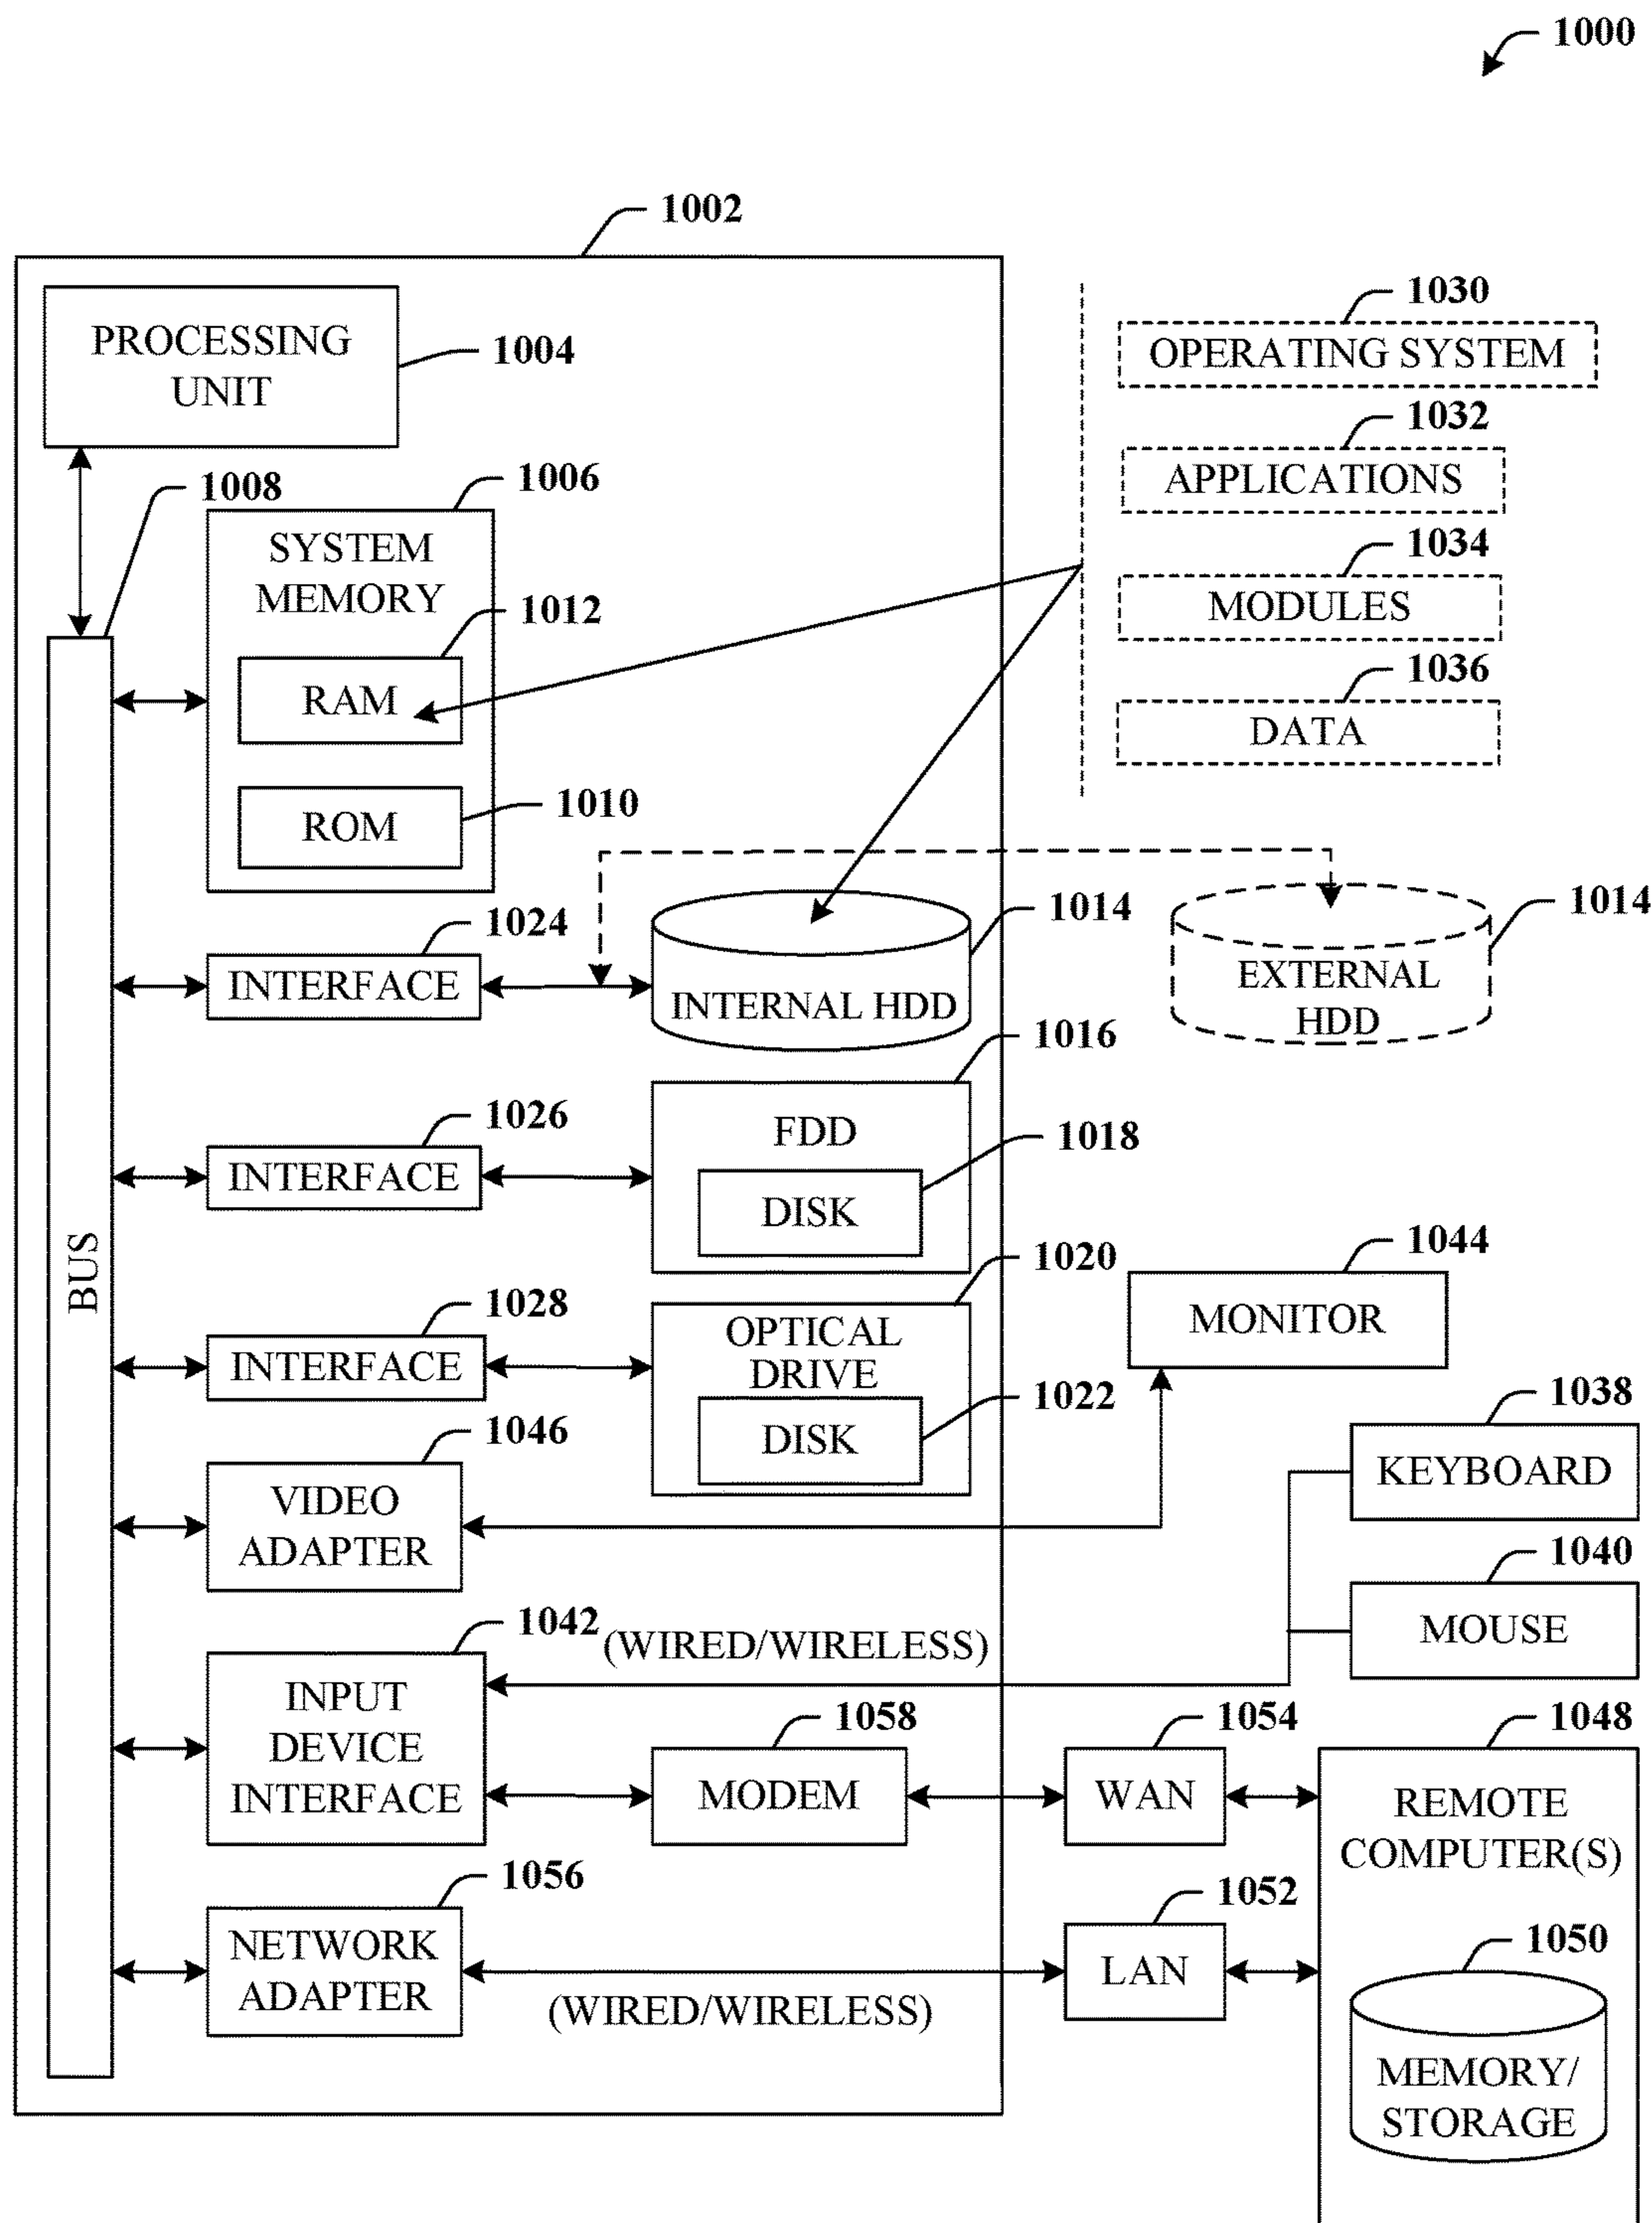 1000
1002
PROCESSING
UNIT
1004
1030
OPERATING SYSTEM
1032
APPLICATIONS
1034
MODULES
1036
DATA
1008
1006
SYSTEM
MEMORY
1012
RAM
1010
ROM
1024
INTERFACE
1014
INTERNAL HDD
1014
EXTERNAL
HDD
1016
FDD
1026
INTERFACE
1018
DISK
BUS
1020
OPTICAL
DRIVE
1028
INTERFACE
1022
DISK
1044
MONITOR
1038
KEYBOARD
1046
VIDEO
ADAPTER
1040
MOUSE
1042
(WIRED/WIRELESS)
INPUT
DEVICE
INTERFACE
1058
MODEM
1054
WAN
1048
REMOTE
COMPUTER(S)
1056
NETWORK
ADAPTER
(WIRED/WIRELESS)
1052
LAN
1050
MEMORY/
STORAGE